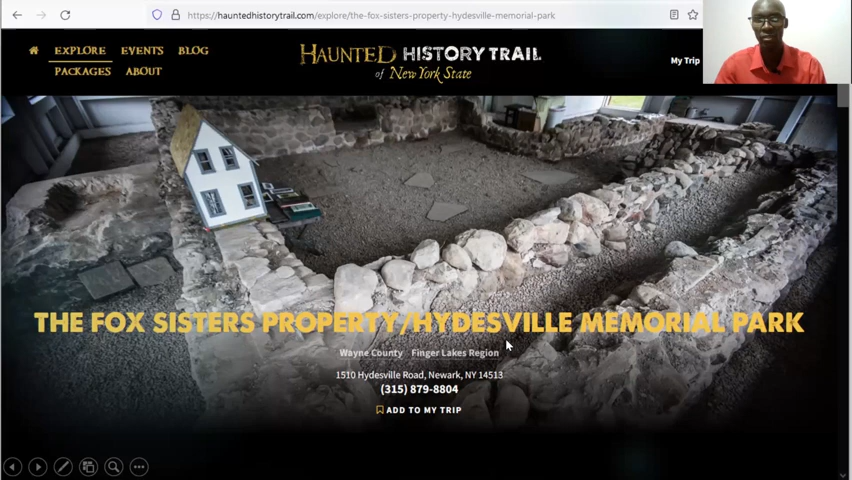 https://hauntedhistorytrail.com/explore/the-fox-sisters-property-hydesville-memorial-park
EXPLORE EVENTS BLOG
PACKAGES ABOUT
HAUNTED HISTORY TRAIL
of New York State
My Trip
THE FOX SISTERS PROPERTY/HYDESVILLE MEMORIAL PARK
Wayne County Finger Lakes Region
1510 Hydesville Road, Newark, NY 14513
(315) 879-8804
ADD TO MY TRIP